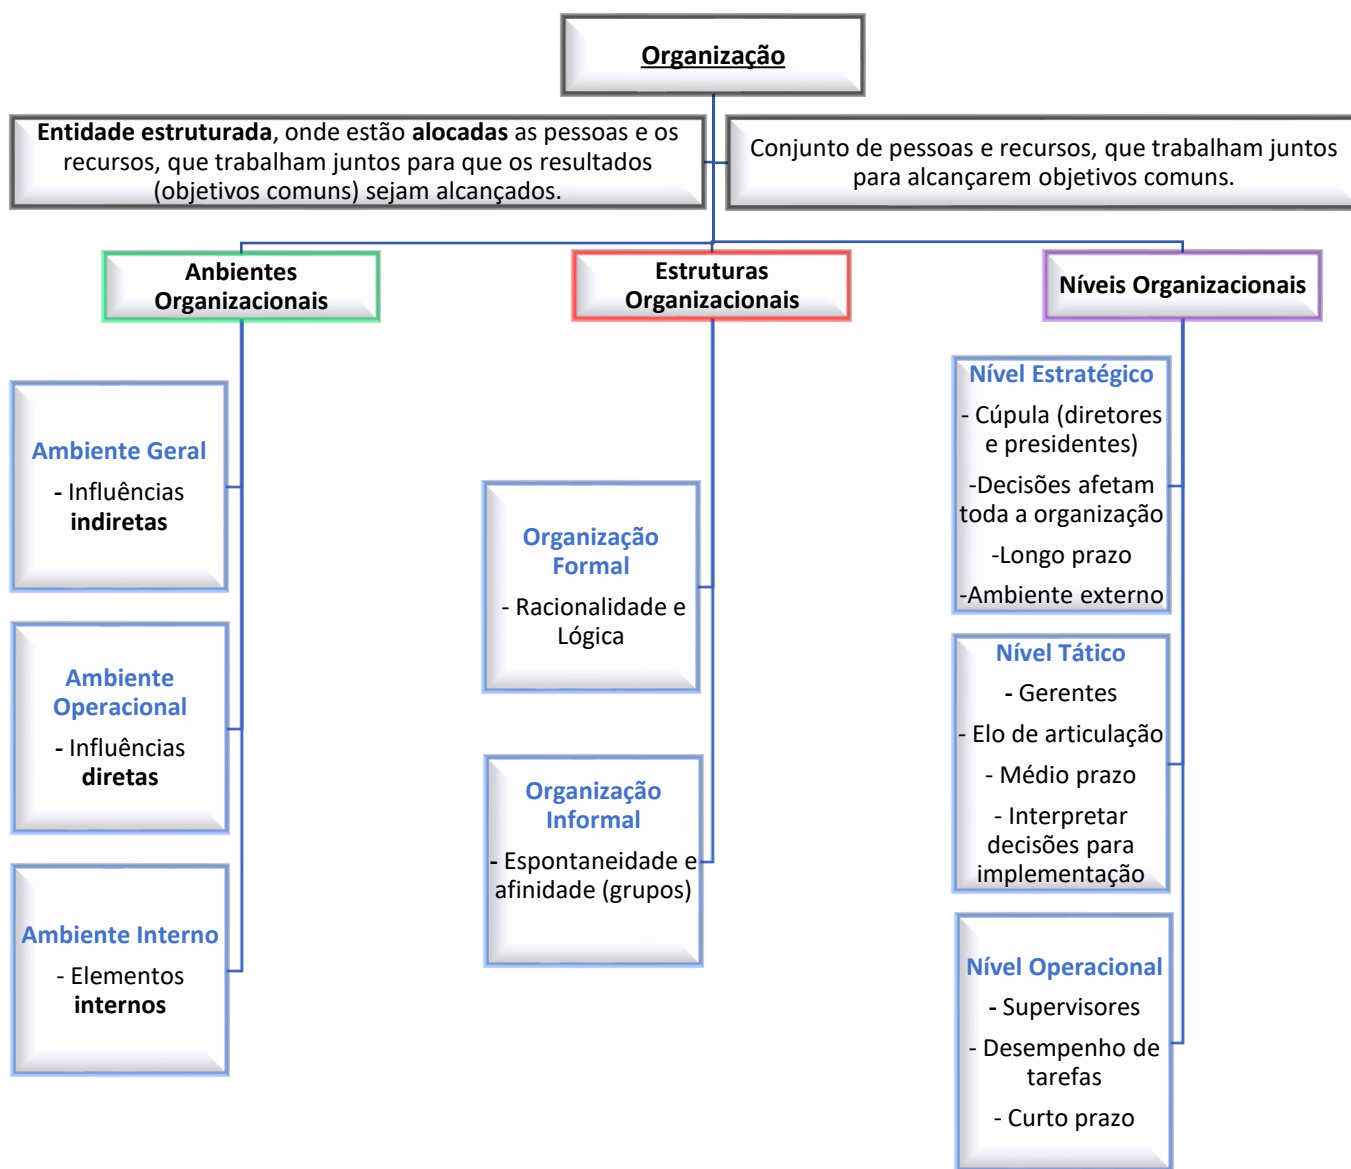 Organização
Entidade estruturada, onde estão alocadas as pessoas e os
recursos, que trabalham juntos para que os resultados
(objetivos comuns) sejam alcançados.
Conjunto de pessoas e recursos, que trabalham juntos
para alcançarem objetivos comuns.
Anbientes
Organizacionais
Ambiente Geral
- Influências
indiretas
Ambiente
Operacional
- Influências
diretas
Ambiente Interno
- Elementos
internos
Estruturas
Organizacionais
Organização
Formal
- Racionalidade e
Lógica
Organização
Informal
- Espontaneidade e
afinidade (grupos)
Níveis Organizacionais
Nível Estratégico
- Cúpula (diretores
e presidentes)
-Decisões afetam
toda a organização
-Longo prazo
-Ambiente externo
Nível Tático
- Gerentes
- Elo de articulação
- Médio prazo
- Interpretar
decisões para
implementação
Nível Operacional
- Supervisores
- Desempenho de
tarefas
- Curto prazo